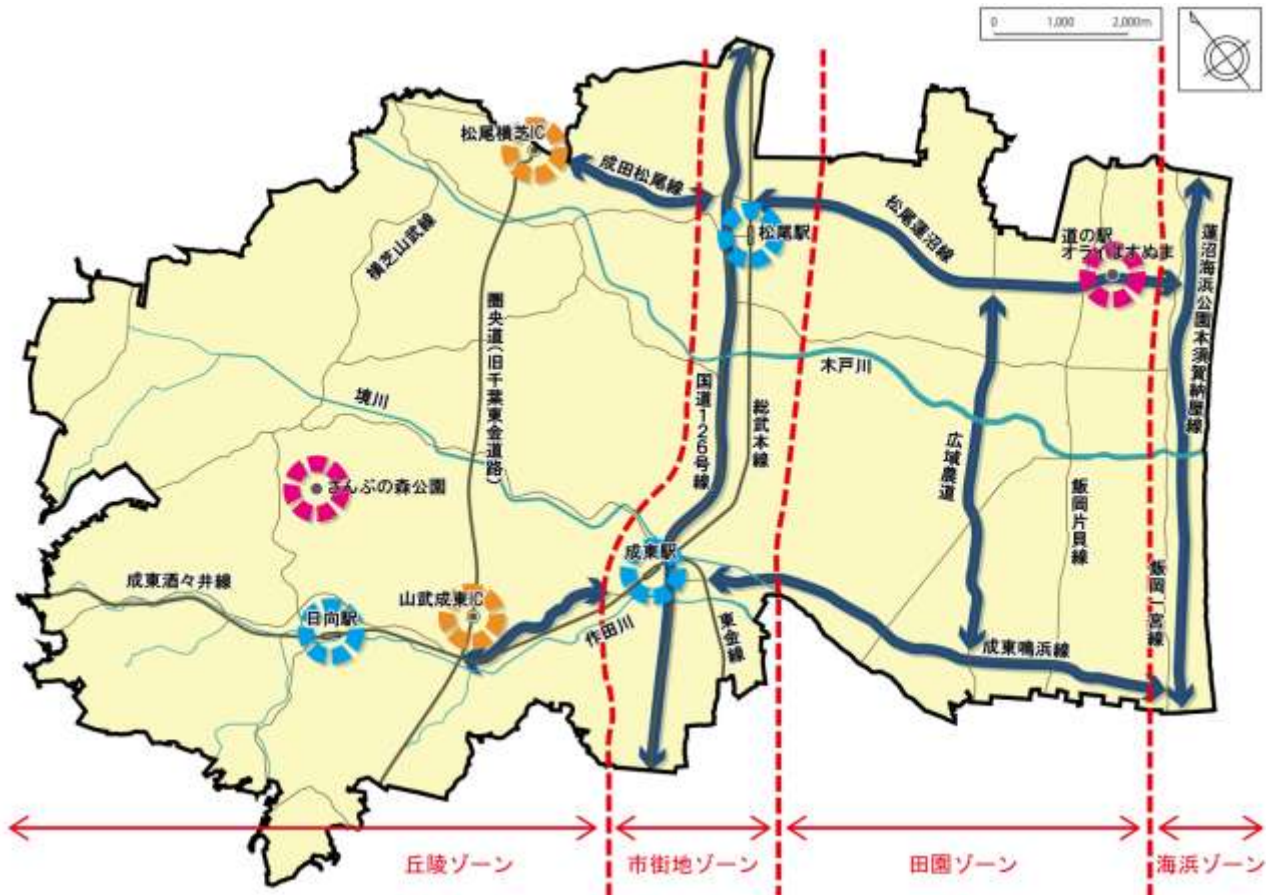 0 1,000 2,000m
松尾横芝IC
成田松尾線
松尾駅
松尾蓮沼線
道の駅
オライはすぬま
蓮沼海浜公園本須賀納屋線
横芝山武線
圏央道(旧千葉東金道路)
国道126号線
総武本線
木戸川
境川
広域農道
飯岡片貝線
さんぶの森公園
成東駅
飯岡一宮線
成東酒々井線
日向駅
山武成東IC
作田川
東金線
成東鳴浜線
丘陵ゾーン
市街地ゾーン
田園ゾーン
海浜ゾーン